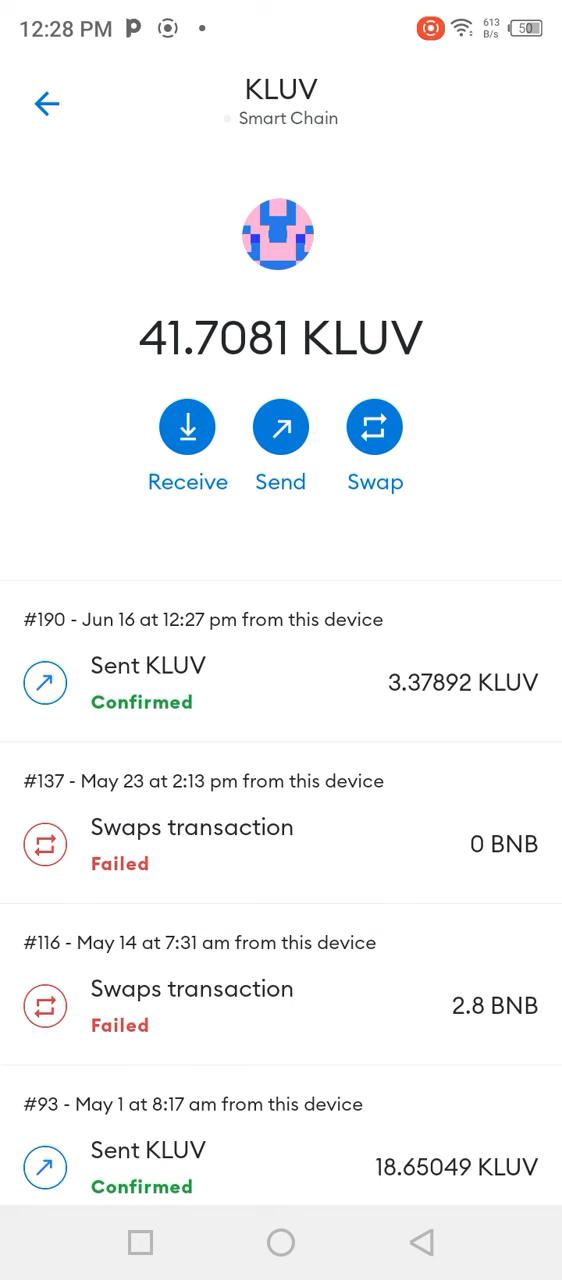 12:28 PM
613
B/s
50
KLUV
Smart Chain
41.7081 KLUV
Receive Send Swap
#190 - Jun 16 at 12:27 pm from this device
Sent KLUV
3.37892 KLUV
Confirmed
#137 - May 23 at 2:13 pm from this device
Swaps transaction
0 BNB
Failed
#116 - May 14 at 7:31 am from this device
Swaps transaction
2.8 BNB
Failed
#93 - May 1 at 8:17 am from this device
Sent KLUV
18.65049 KLUV
Confirmed